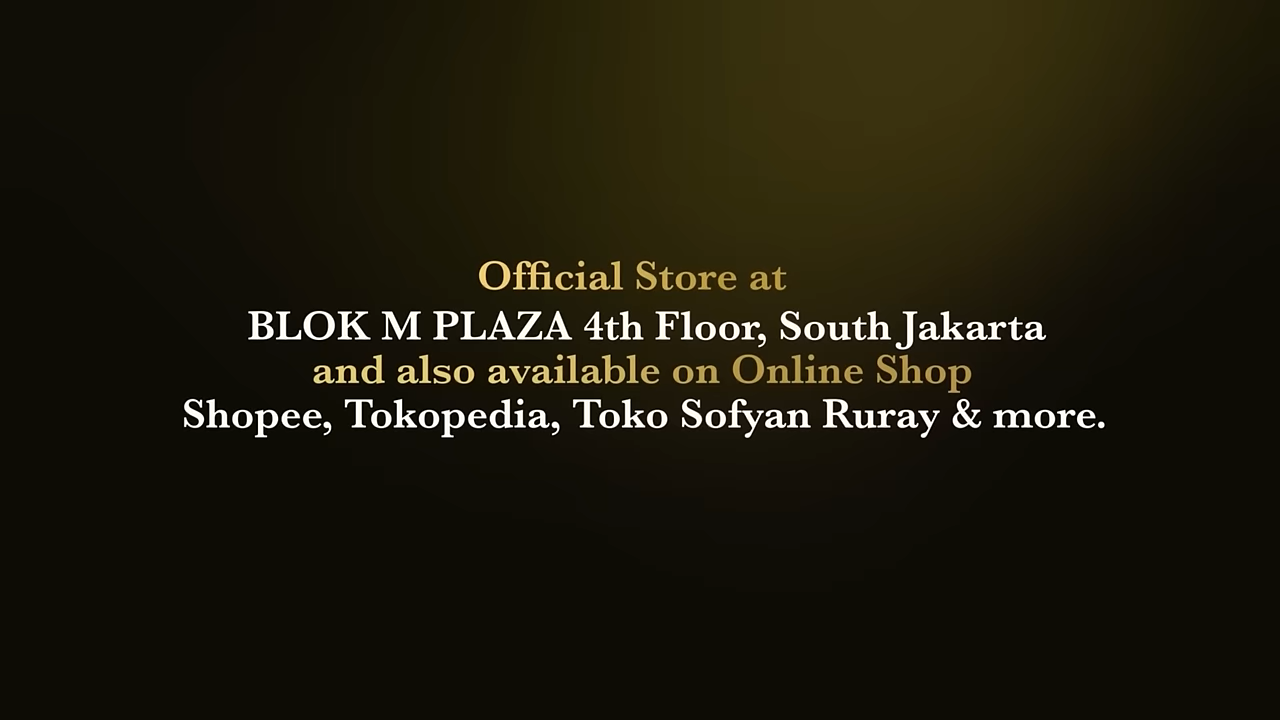 Official Store at
BLOK M PLAZA 4th Floor, South Jakarta
and also available on Online Shop
Shopee, Tokopedia, Toko Sofyan Ruray & more.